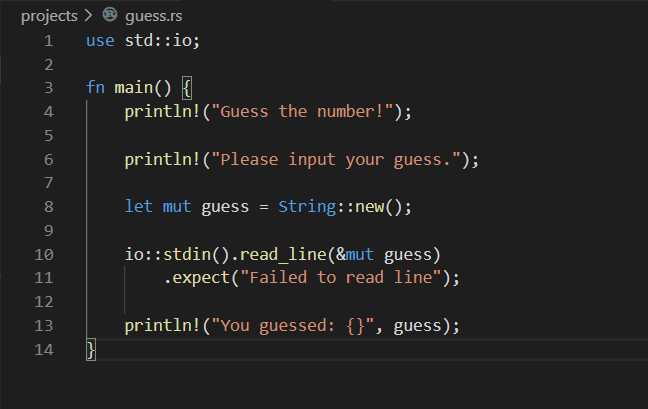 projects > guess.rs
1 use std::io;
2
3 fn main() {
4     println!("Guess the number!");
5
6     println!("Please input your guess.");
7
8     let mut guess = String::new();
9
10     io::stdin().read_line(&mut guess)
11         .expect("Failed to read line");
12
13     println!("You guessed: {}", guess);
14 }